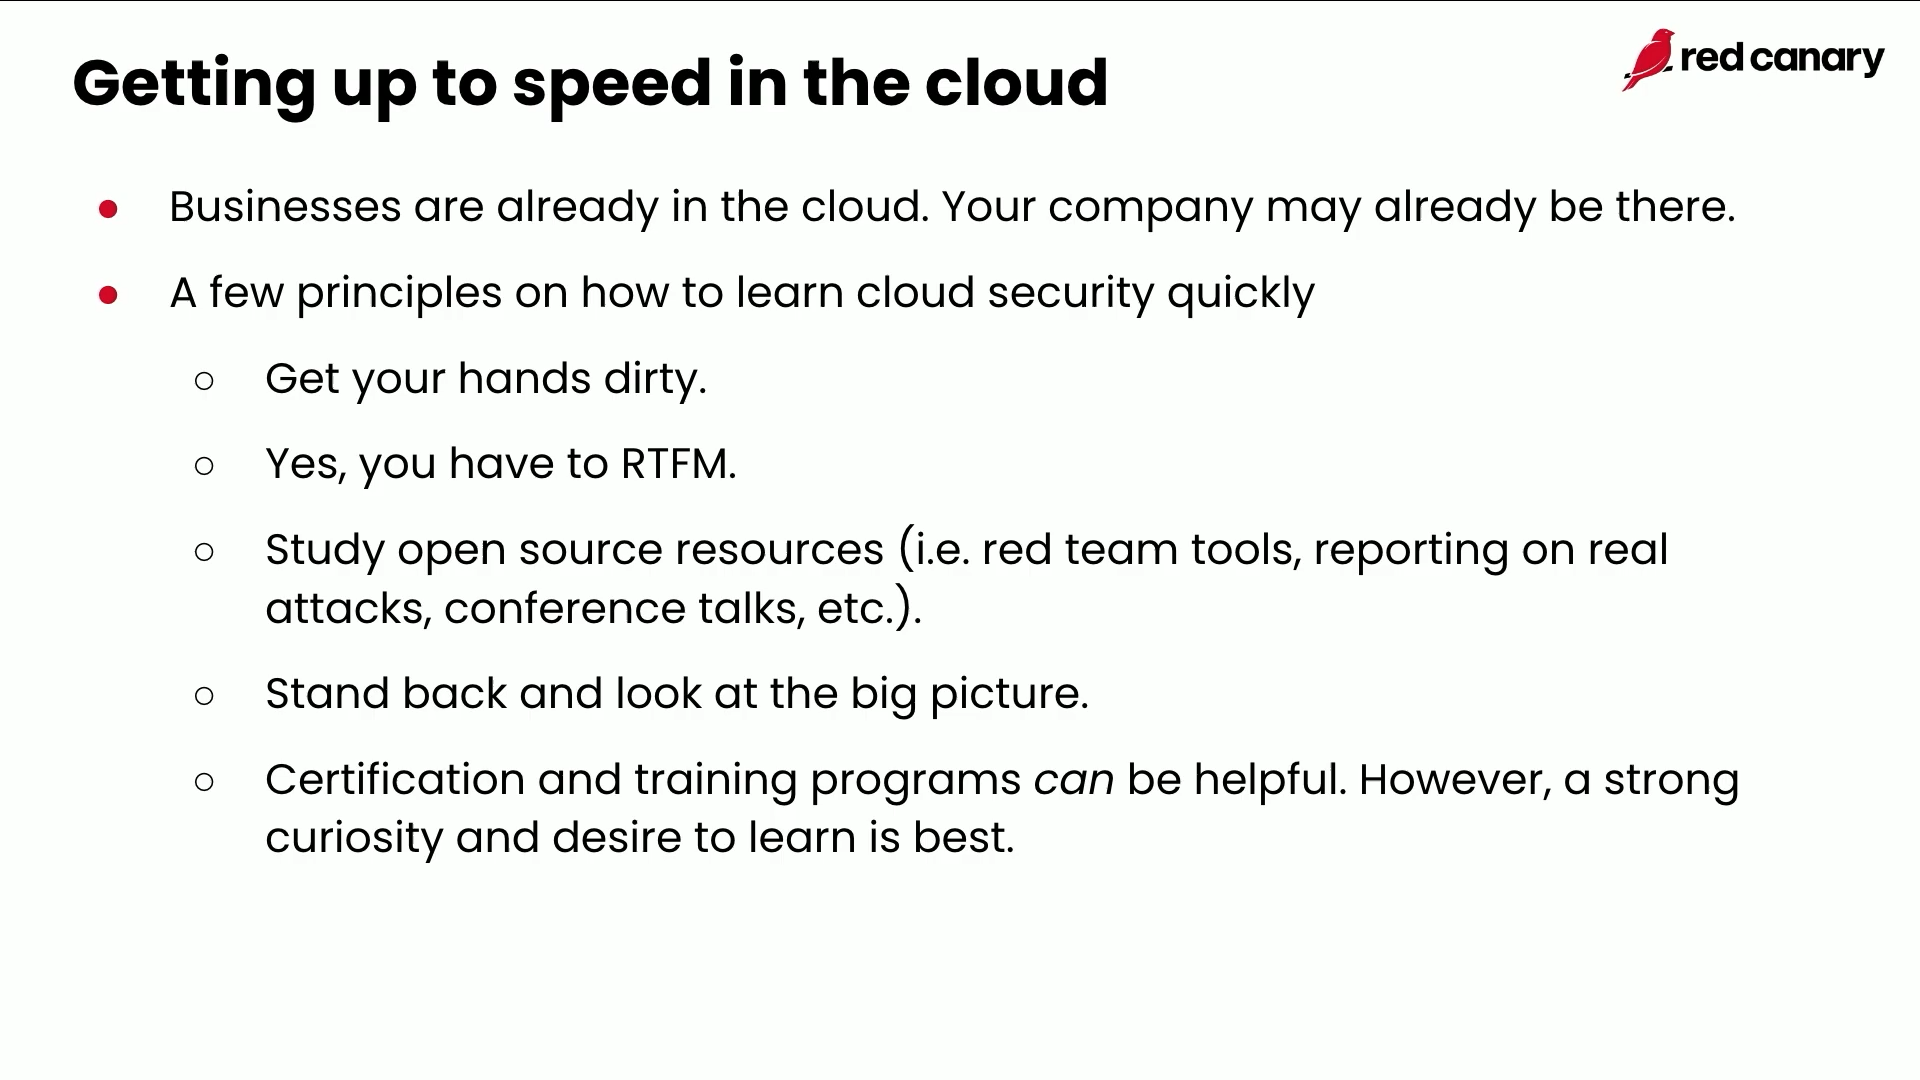 Getting up to speed in the cloud
red canary
● Businesses are already in the cloud. Your company may already be there.
● A few principles on how to learn cloud security quickly
○ Get your hands dirty.
○ Yes, you have to RTFM.
○ Study open source resources (i.e. red team tools, reporting on real
attacks, conference talks, etc.).
○ Stand back and look at the big picture.
○ Certification and training programs can be helpful. However, a strong
curiosity and desire to learn is best.